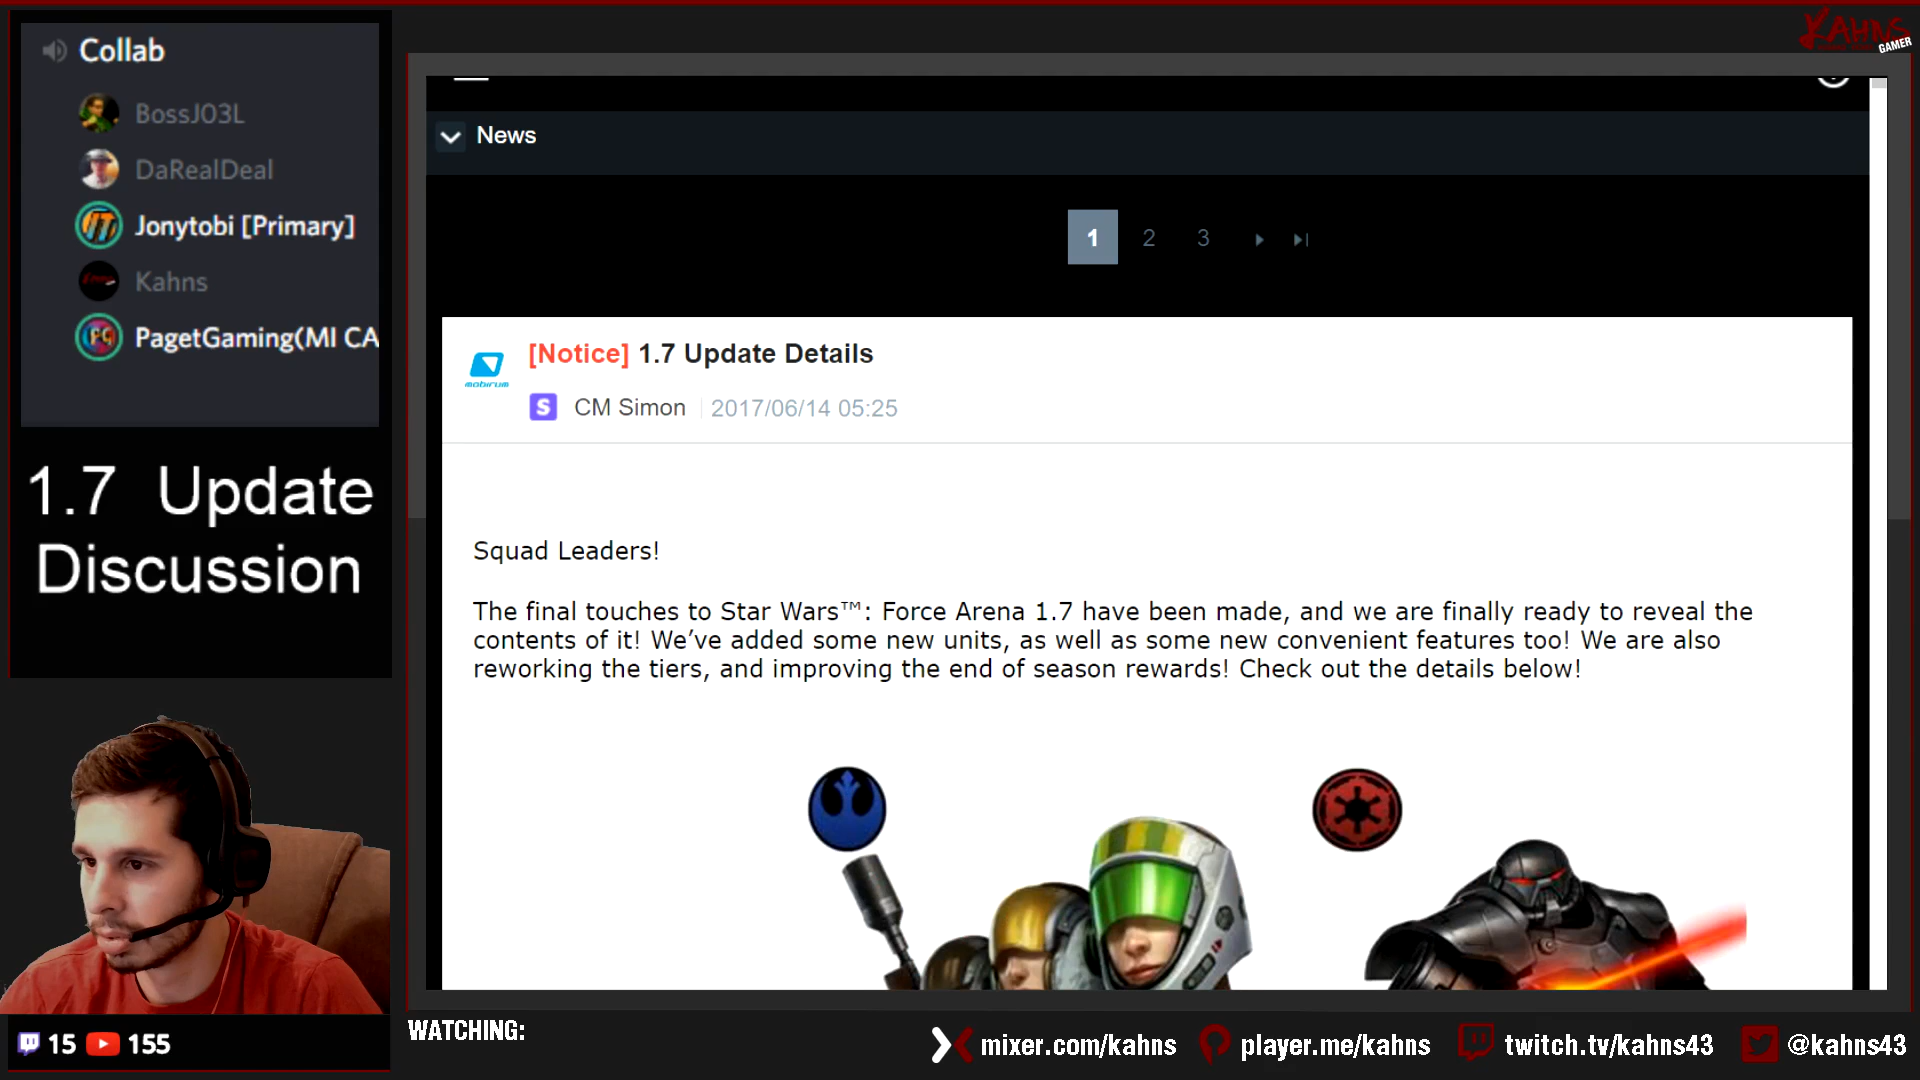 Collab
BossJ03L
DaRealDeal
Jonytobi [Primary]
Kahns
PagetGaming(MI CA
1.7 Update
Discussion
15 155
KAHNS
GAMER
News
1 2 3
mobirum
[Notice] 1.7 Update Details
S CM Simon 2017/06/14 05:25
Squad Leaders!
The final touches to Star Wars™: Force Arena 1.7 have been made, and we are finally ready to reveal the
contents of it! We’ve added some new units, as well as some new convenient features too! We are also
reworking the tiers, and improving the end of season rewards! Check out the details below!
WATCHING:
mixer.com/kahns player.me/kahns twitch.tv/kahns43 @kahns43